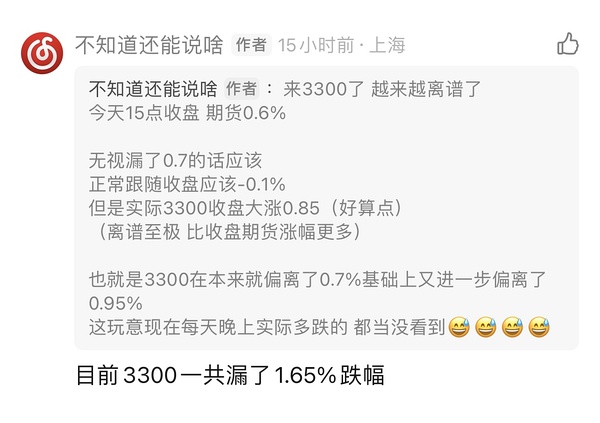 不知道还能说啥 作者 15小时前·上海
不知道还能说啥 作者 : 来3300了 越来越离谱了
今天15点收盘 期货0.6%
无视漏了0.7的话应该
正常跟随收盘应该-0.1%
但是实际3300收盘大涨0.85（好算点）
（离谱至极 比收盘期货涨幅更多）
也就是3300在本来就偏离了0.7%基础上又进一步偏离了
0.95%
这玩意现在每天晚上实际多跌的 都当没看到😅😅😅😅
目前3300一共漏了1.65%跌幅